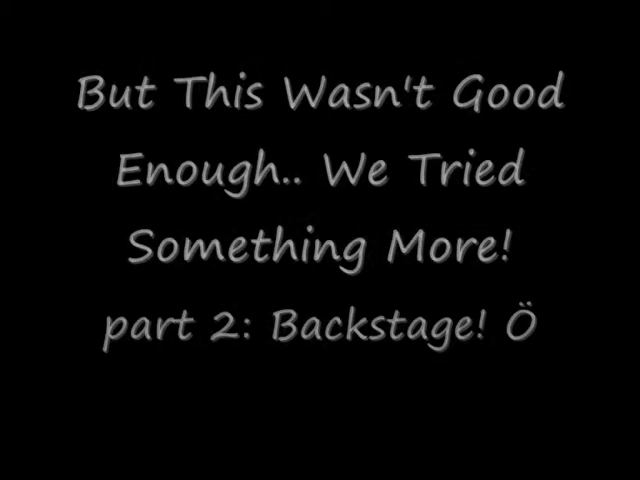 But This Wasn't Good
Enough.. We Tried
Something More!
part 2: Backstage! Ö